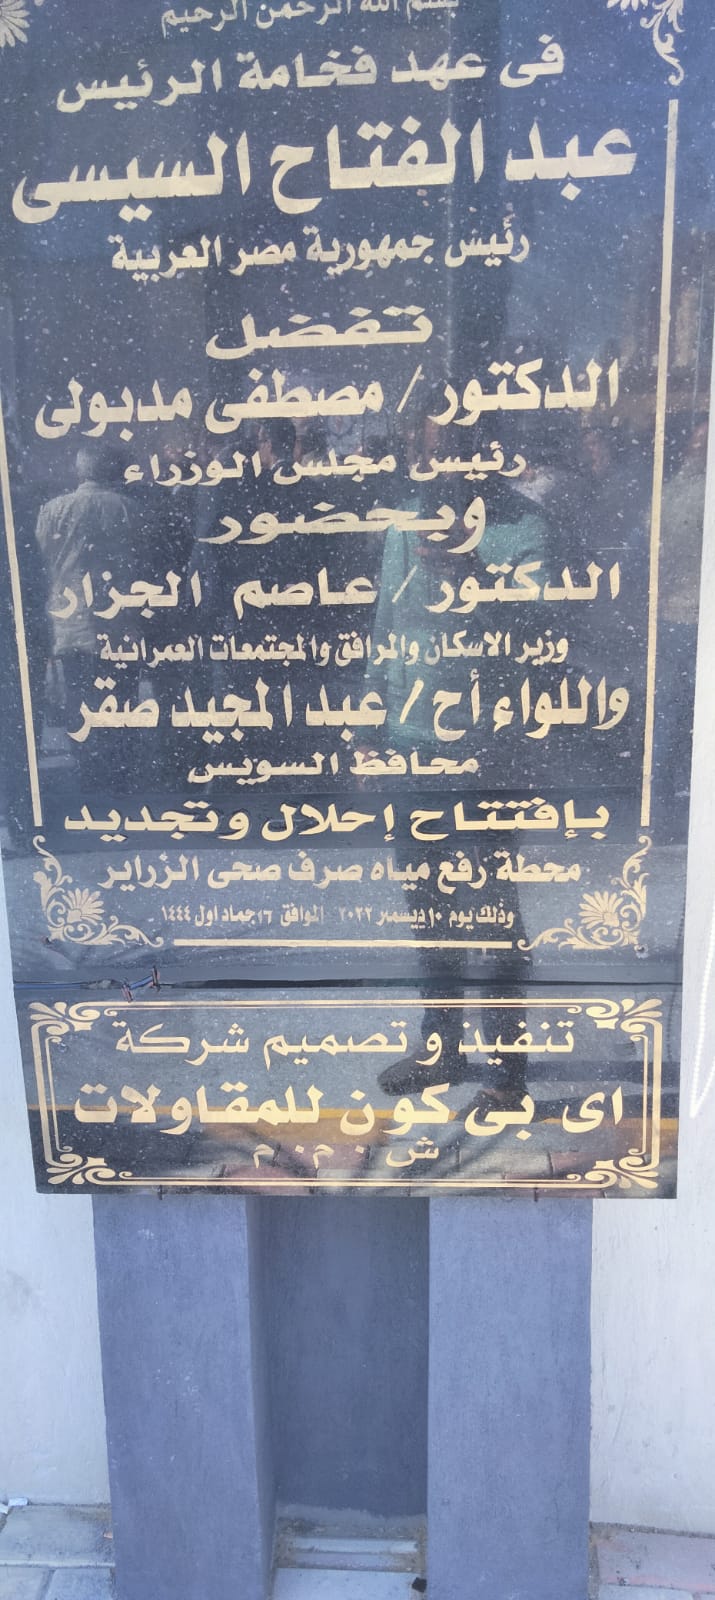 بسم الله الرحمن الرحيم
فى عهد فخامة الرئيس
عبد الفتاح السيسى
رئيس جمهورية مصر العربية
تفضل
الدكتور / مصطفى مدبولى
رئيس مجلس الوزراء
وبحضور
الدكتور / عاصم الجزار
وزير الاسكان والمرافق والمجتمعات العمرانية
واللواء أح / عبد المجيد صقر
محافظ السويس
بإفتتاح إحلال وتجديد
محطة رفع مياه صرف صحى الزراير
وذلك يوم ١٠ ديسمبر ٢٠٢٢ الموافق ١٦ جماد اول ١٤٤٤
تنفيذ و تصميم شركة
اى بى كون للمقاولات
ش . م . م